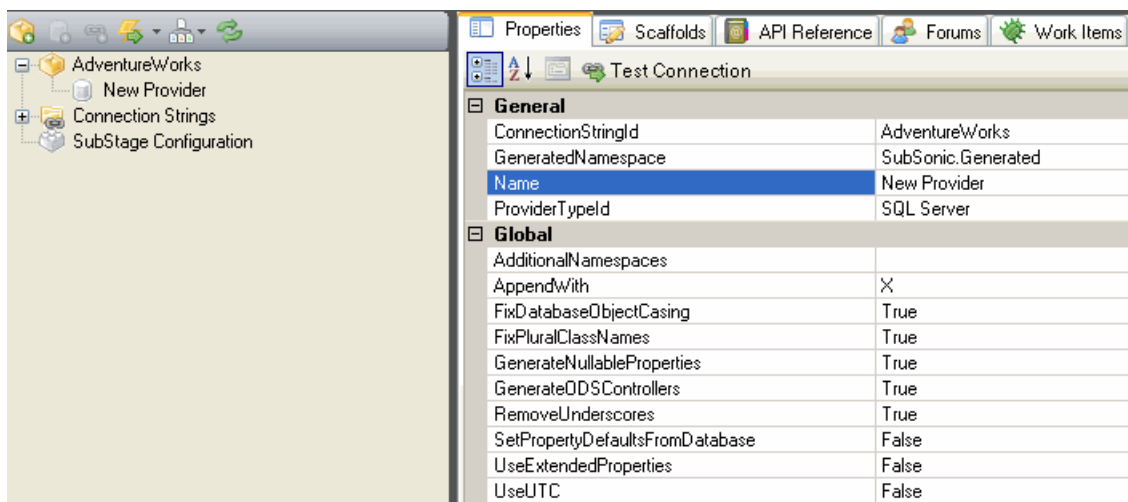 AdventureWorks
New Provider
Connection Strings
SubStage Configuration
Properties Scaffolds API Reference Forums Work Items
Test Connection
General
ConnectionStringId AdventureWorks
GeneratedNamespace SubSonic.Generated
Name New Provider
ProviderTypeId SQL Server
Global
AdditionalNamespaces
AppendWith X
FixDatabaseObjectCasing True
FixPluralClassNames True
GenerateNullableProperties True
GenerateODSControllers True
RemoveUnderscores True
SetPropertyDefaultsFromDatabase False
UseExtendedProperties False
UseUTC False